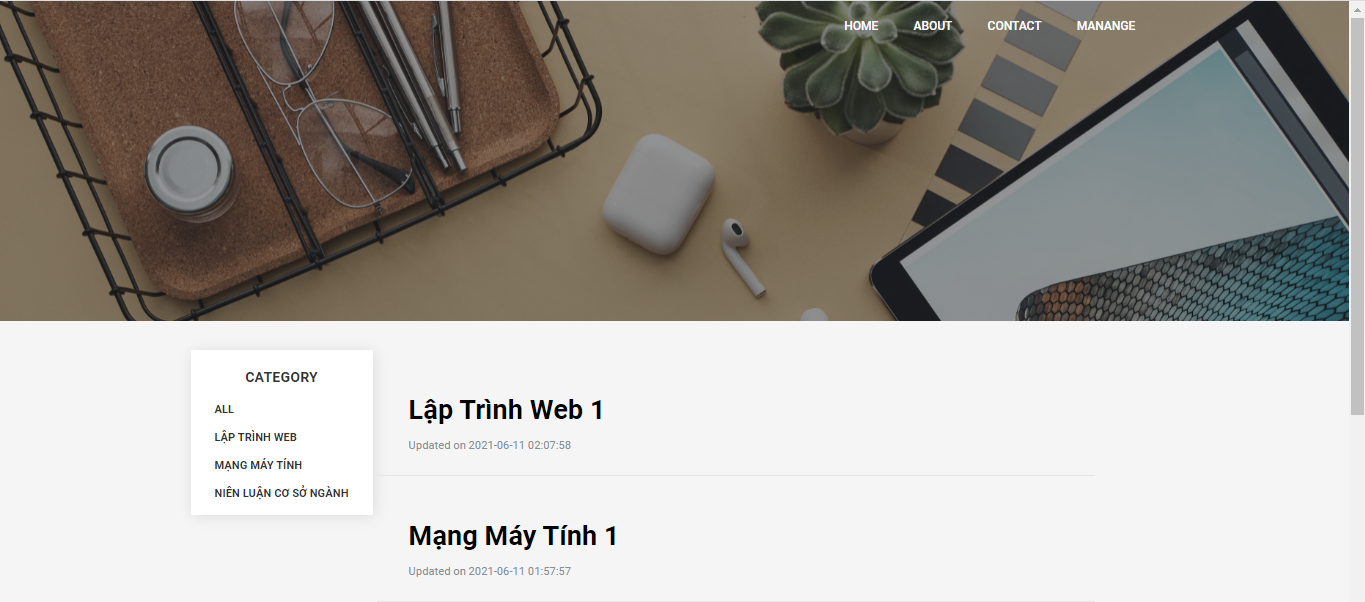 HOME ABOUT CONTACT MANANGE
CATEGORY
ALL
LẬP TRÌNH WEB
MẠNG MÁY TÍNH
NIÊN LUẬN CƠ SỞ NGÀNH
Lập Trình Web 1
Updated on 2021-06-11 02:07:58
Mạng Máy Tính 1
Updated on 2021-06-11 01:57:57